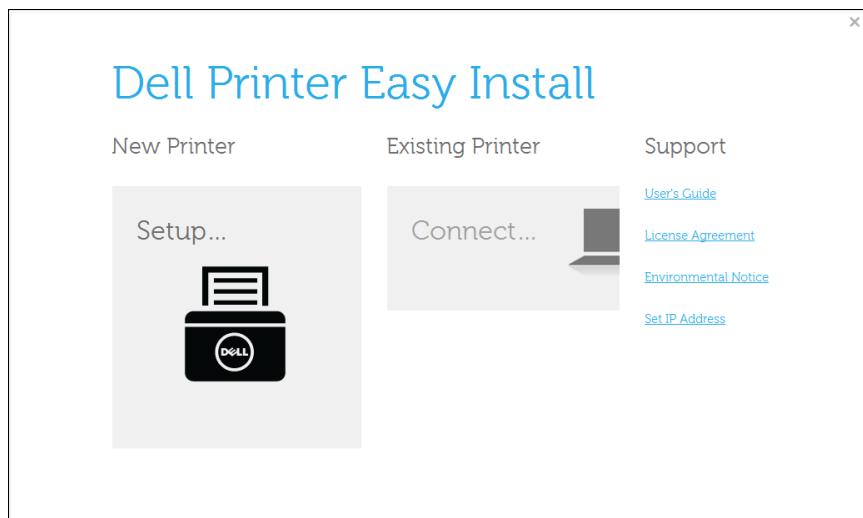 ×
Dell Printer Easy Install
New Printer
Existing Printer
Support
Setup...
Connect...
DELL
User's Guide
License Agreement
Environmental Notice
Set IP Address